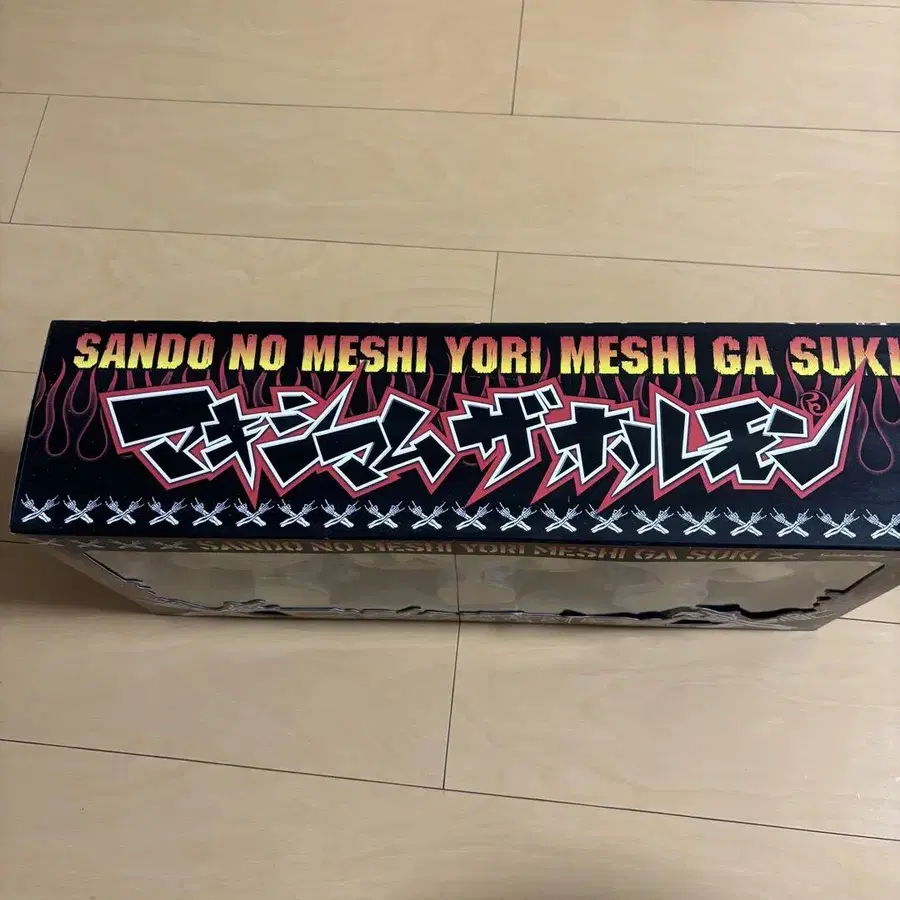 SANDO NO MESHI YORI MESHI GA SUKI
マキシマム ザ ホルモン
SANDO NO MESHI YORI MESHI GA SUKI